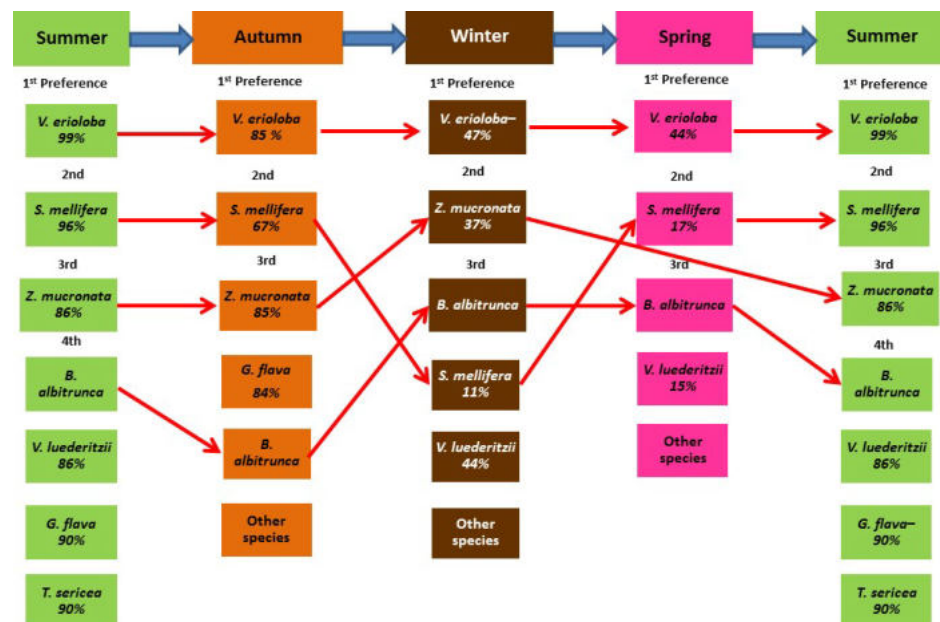 Summer
Autumn
Winter
Spring
Summer
1st Preference
1st Preference
1st Preference
1st Preference
1st Preference
V. erioloba
99%
V. erioloba
85 %
V. erioloba–
47%
V. erioloba
44%
V. erioloba
99%
2nd
2nd
2nd
2nd
2nd
S. mellifera
96%
S. mellifera
67%
Z. mucronata
37%
S. mellifera
17%
S. mellifera
96%
3rd
3rd
3rd
3rd
3rd
Z. mucronata
86%
Z. mucronata
85%
B. albitrunca
B. albitrunca
Z. mucronata
86%
4th
4th
B.
albitrunca
G. flava
84%
S. mellifera
11%
V. luederitzii
15%
B.
albitrunca
V. luederitzii
86%
B.
albitrunca
V. luederitzii
44%
Other
species
V. luederitzii
86%
G. flava
90%
Other
species
Other
species
G. flava–
90%
T. sericea
90%
T. sericea
90%